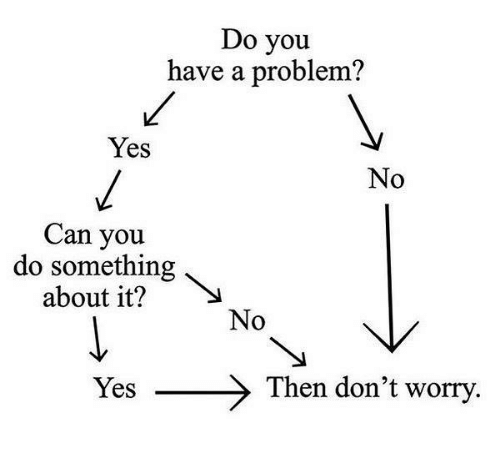 Do you
have a problem?
Yes
No
Can you
do something
about it?
No
Yes
Then don't worry.